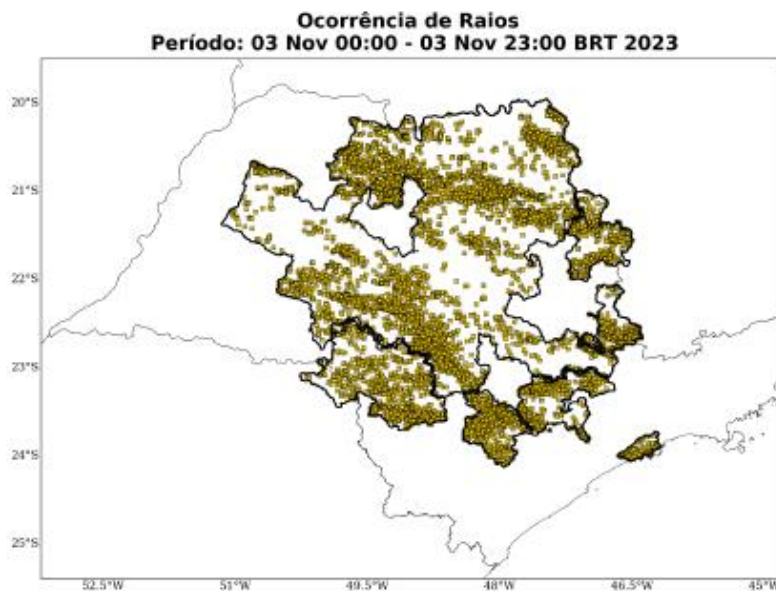 Ocorrência de Raios
Período: 03 Nov 00:00 - 03 Nov 23:00 BRT 2023
20°S
21°S
22°S
23°S
24°S
25°S
52.5°W
51°W
49.5°W
48°W
46.5°W
45°W